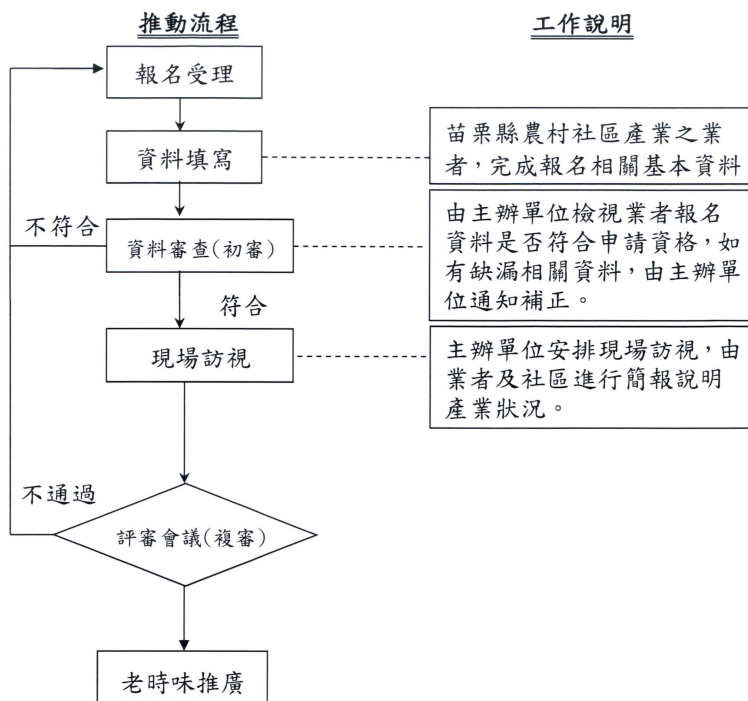 推動流程
工作說明
報名受理
資料填寫
苗栗縣農村社區產業之業
者，完成報名相關基本資料
不符合
資料審查(初審)
由主辦單位檢視業者報名
資料是否符合申請資格，如
有缺漏相關資料，由主辦單
位通知補正。
符合
現場訪視
主辦單位安排現場訪視，由
業者及社區進行簡報說明
產業狀況。
不通過
評審會議(複審)
老時味推廣